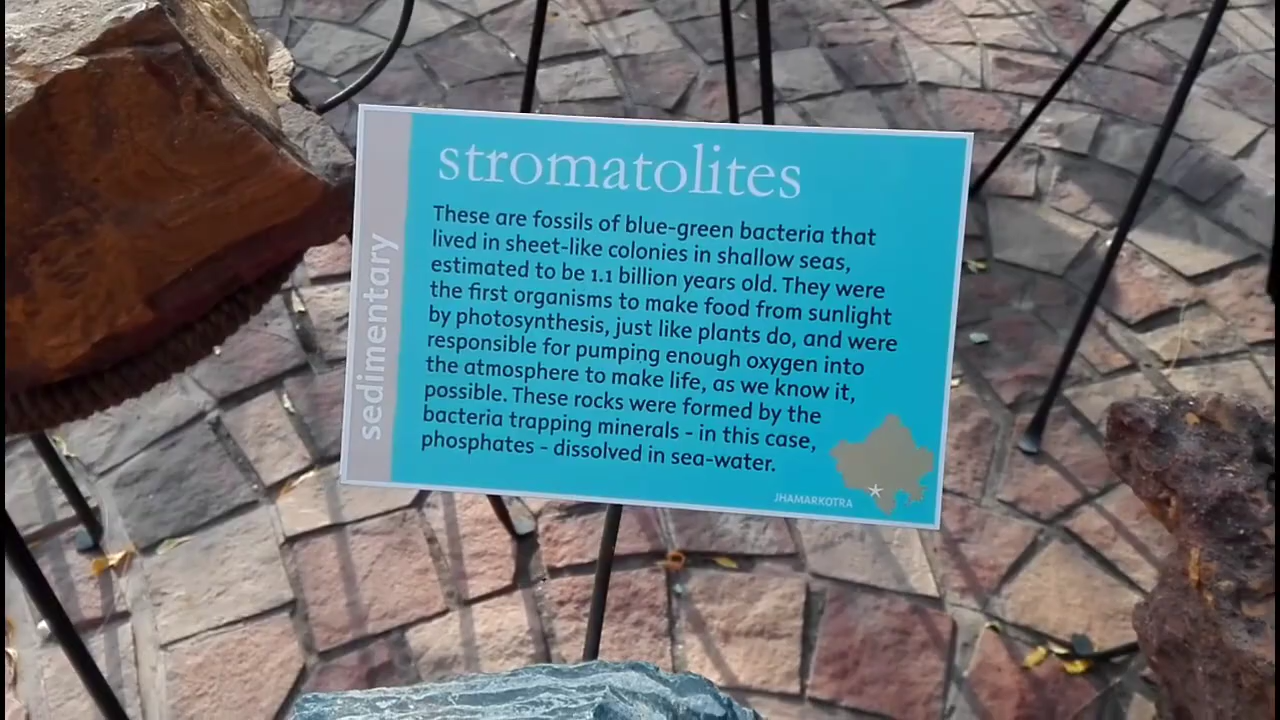 stromatolites
These are fossils of blue-green bacteria that
lived in sheet-like colonies in shallow seas,
estimated to be 1.1 billion years old. They were
the first organisms to make food from sunlight
by photosynthesis, just like plants do, and were
responsible for pumping enough oxygen into
the atmosphere to make life, as we know it,
possible. These rocks were formed by the
bacteria trapping minerals - in this case,
phosphates - dissolved in sea-water.
JHAMARKOTRA
sedimentary